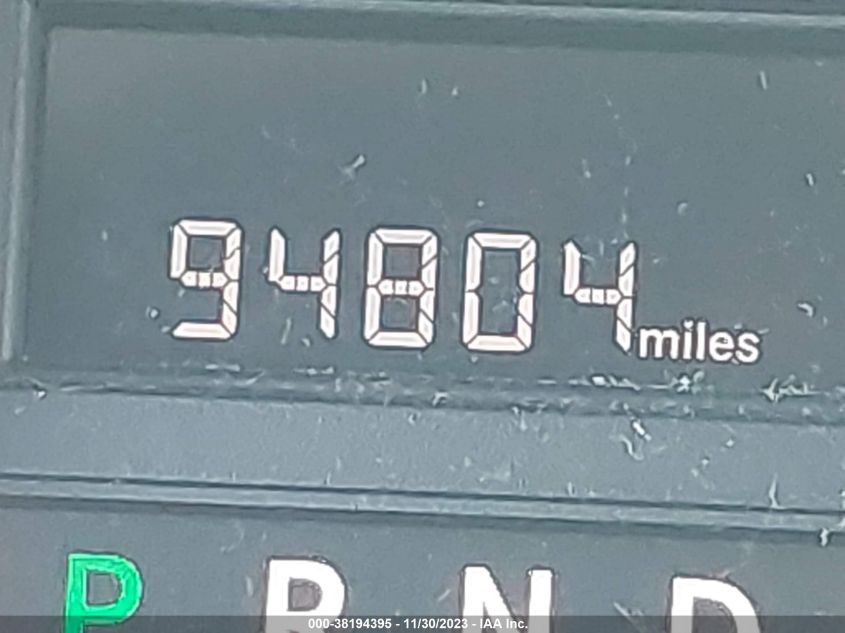 94804 miles
P R N D
000-38194395 - 11/30/2023 - IAA Inc.